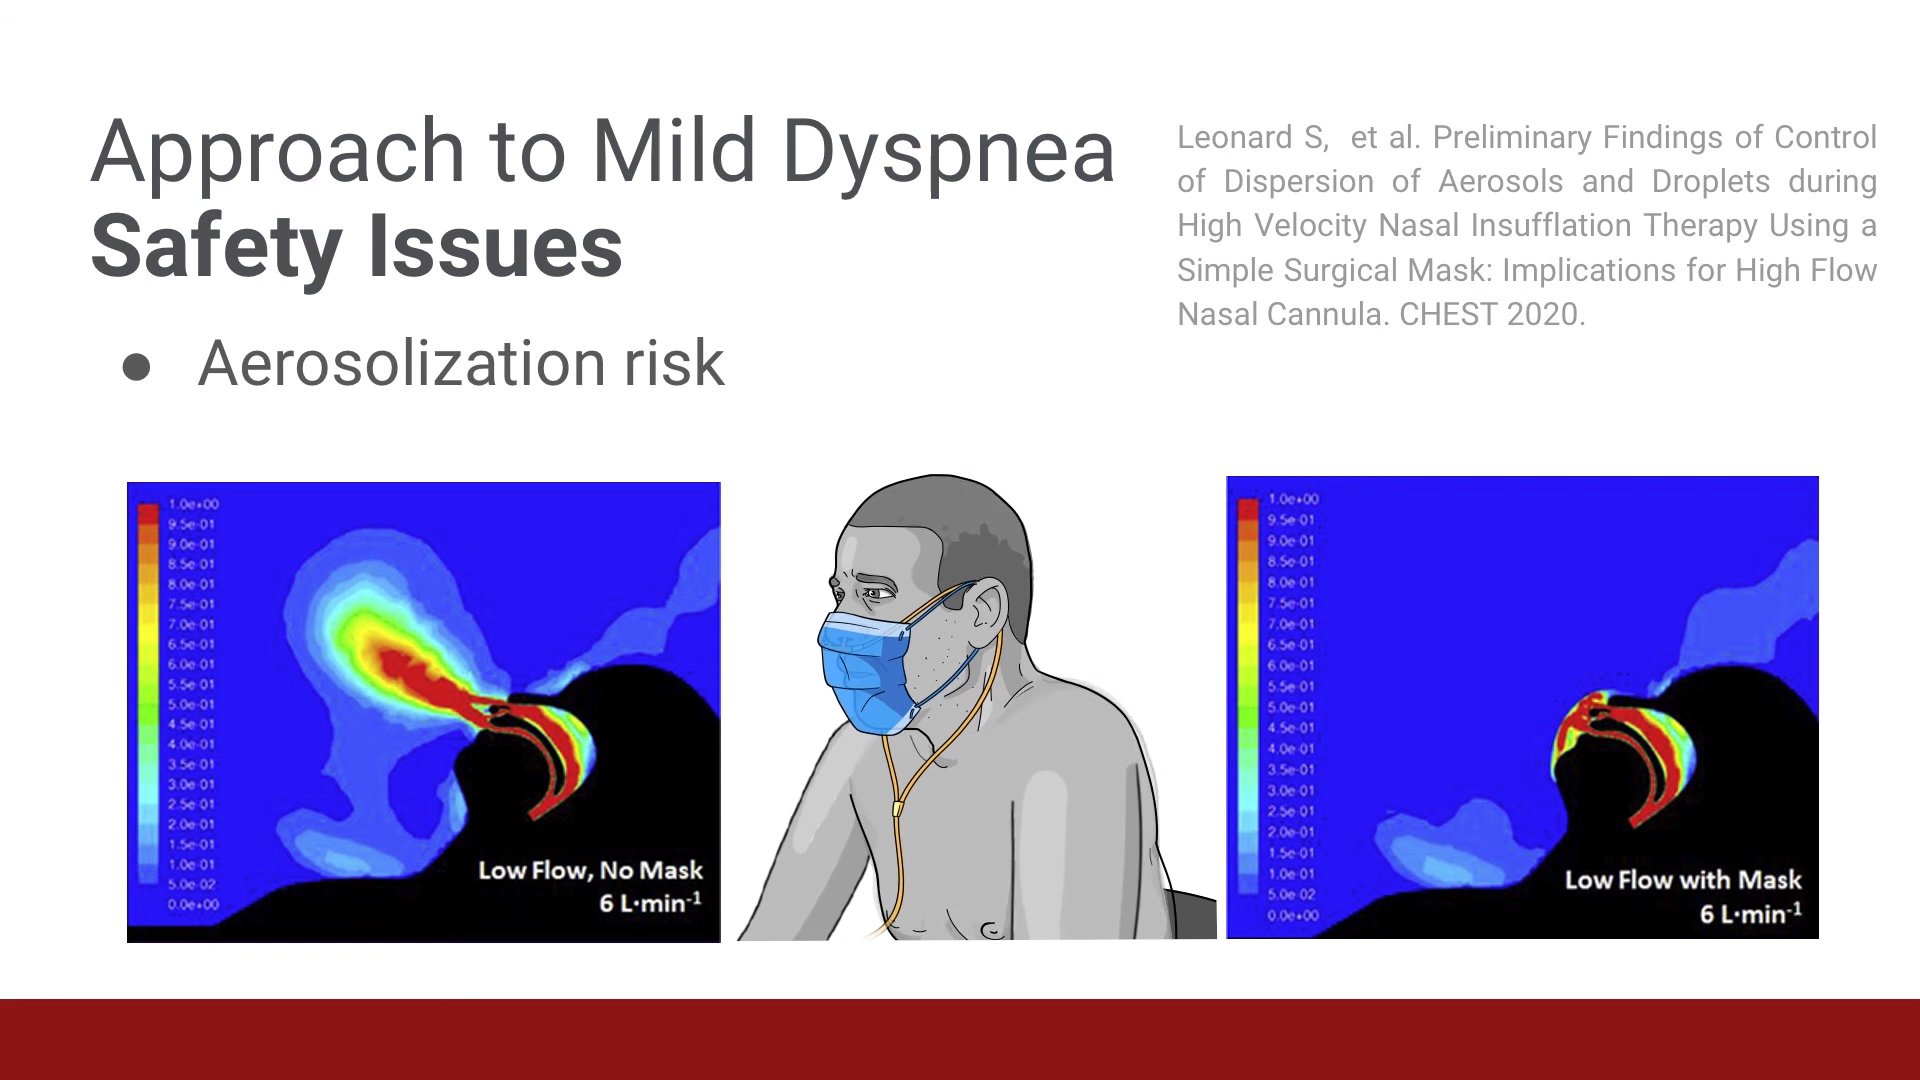 Approach to Mild Dyspnea
Safety Issues
● Aerosolization risk
Leonard S, et al. Preliminary Findings of Control
of Dispersion of Aerosols and Droplets during
High Velocity Nasal Insufflation Therapy Using a
Simple Surgical Mask: Implications for High Flow
Nasal Cannula. CHEST 2020.
1.0e+00
9.5e-01
9.0e-01
8.5e-01
8.0e-01
7.5e-01
7.0e-01
6.5e-01
6.0e-01
5.5e-01
5.0e-01
4.5e-01
4.0e-01
3.5e-01
3.0e-01
2.5e-01
2.0e-01
1.5e-01
1.0e-01
5.0e-02
0.0e+00
Low Flow, No Mask
6 L·min⁻¹
1.0e+00
9.5e-01
9.0e-01
8.5e-01
8.0e-01
7.5e-01
7.0e-01
6.5e-01
6.0e-01
5.5e-01
5.0e-01
4.5e-01
4.0e-01
3.5e-01
3.0e-01
2.5e-01
2.0e-01
1.5e-01
1.0e-01
5.0e-02
0.0e+00
Low Flow with Mask
6 L·min⁻¹